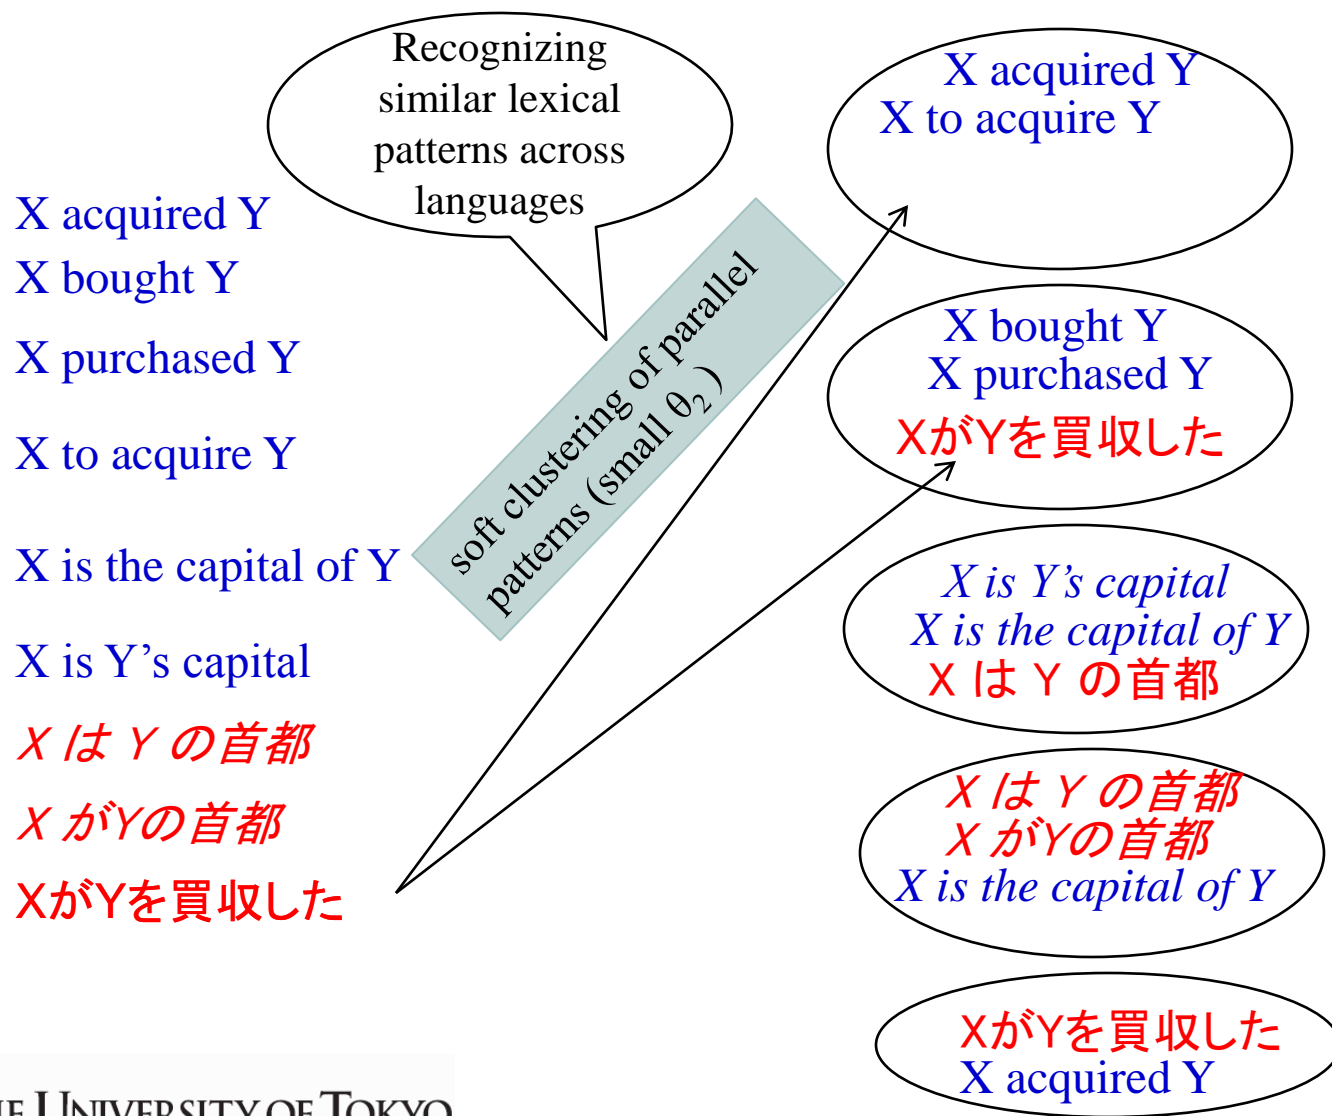 Recognizing
similar lexical
patterns across
languages
X acquired Y
X bought Y
X purchased Y
X to acquire Y
X is the capital of Y
X is Y’s capital
X は Y の首都
X がYの首都
XがYを買収した
soft clustering of parallel
patterns (small θ₂ )
X acquired Y
X to acquire Y
X bought Y
X purchased Y
XがYを買収した
X is Y’s capital
X is the capital of Y
X は Y の首都
X は Y の首都
X がYの首都
X is the capital of Y
XがYを買収した
X acquired Y
UNIVERSITY OF TOKYO